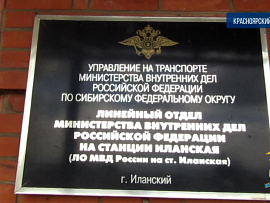 КРАСНОЯРСКИ
УПРАВЛЕНИЕ НА ТРАНСПОРТЕ
МИНИСТЕРСТВА ВНУТРЕННИХ ДЕЛ
РОССИЙСКОЙ ФЕДЕРАЦИИ
ПО СИБИРСКОМУ ФЕДЕРАЛЬНОМУ ОКРУГУ
ЛИНЕЙНЫЙ ОТДЕЛ
МИНИСТЕРСТВА ВНУТРЕННИХ ДЕЛ
РОССИЙСКОЙ ФЕДЕРАЦИИ
НА СТАНЦИИ ИЛАНСКАЯ
(ЛО МВД России на ст. Иланская)
г. Иланский